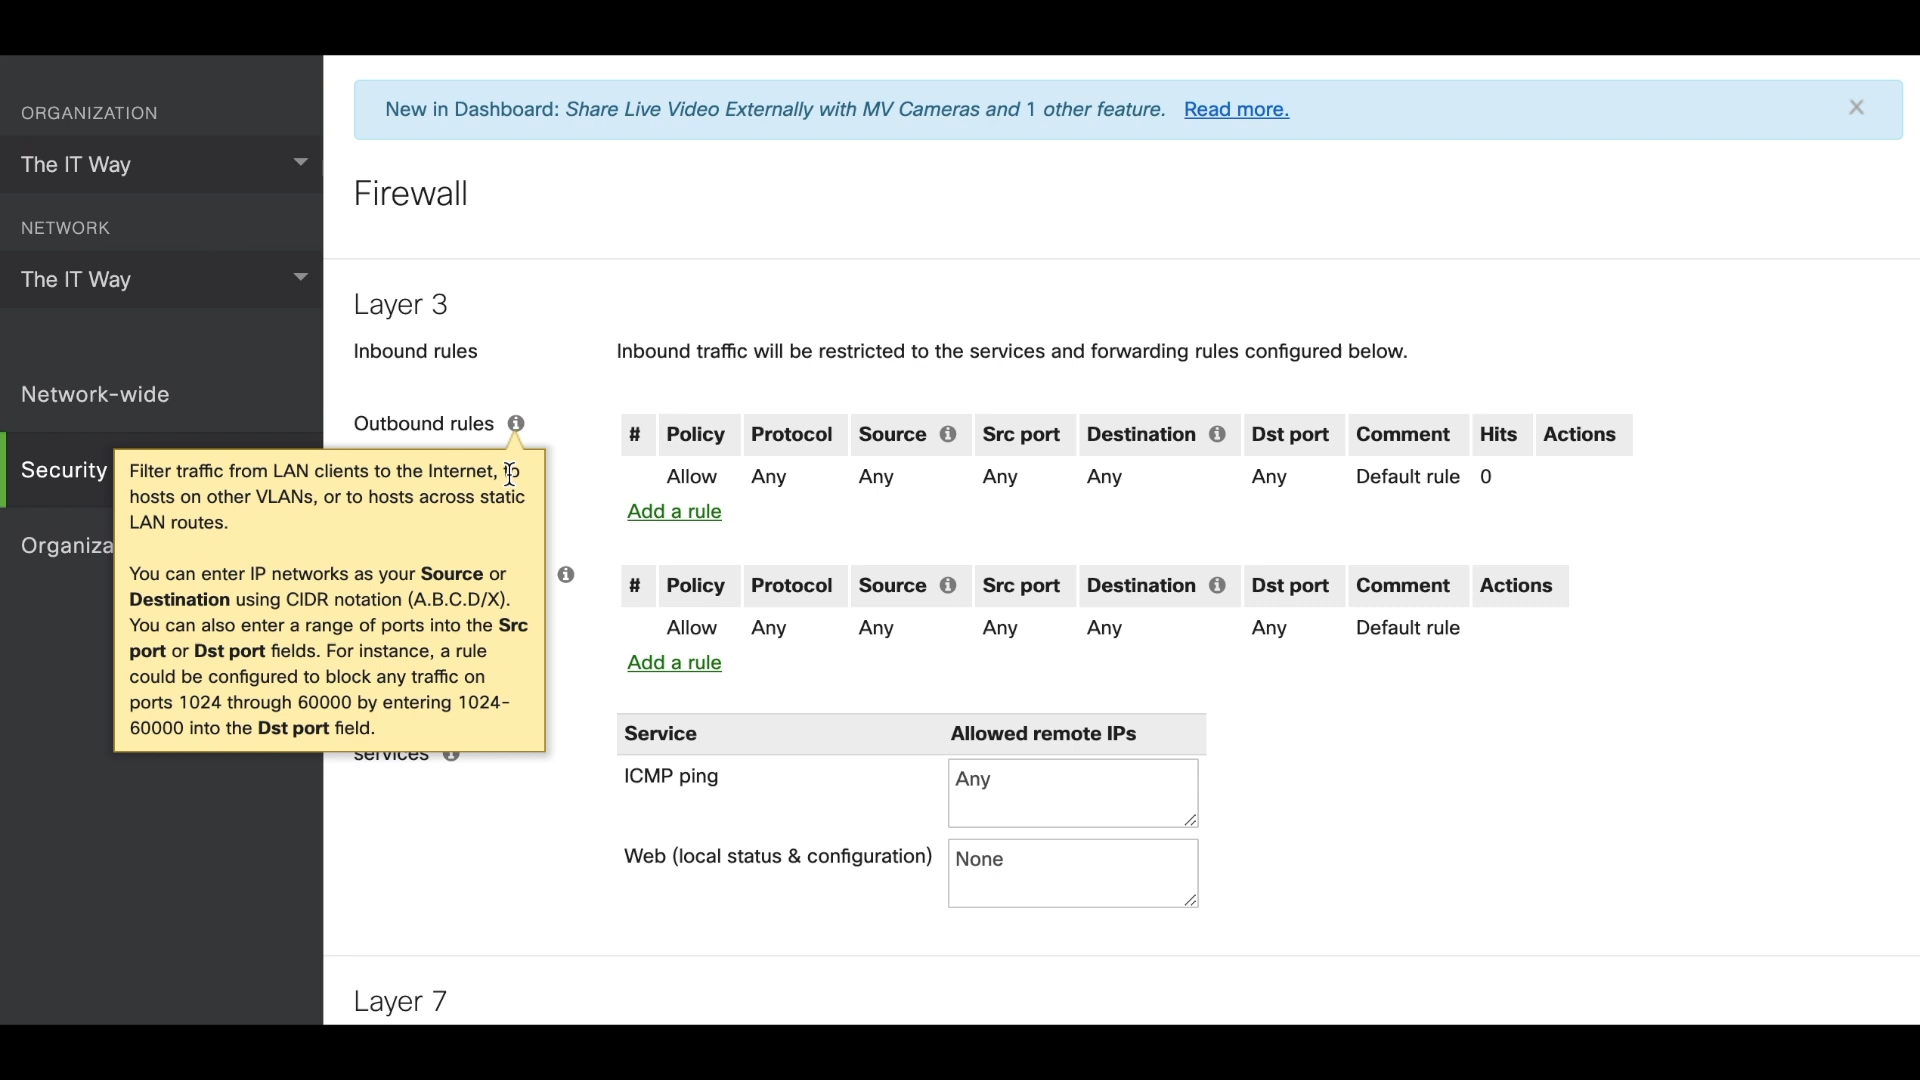 New in Dashboard: Share Live Video Externally with MV Cameras and 1 other feature. Read more.
ORGANIZATION
The IT Way
NETWORK
The IT Way
Network-wide
Security
Organiza
Firewall
Layer 3
Inbound rules
Inbound traffic will be restricted to the services and forwarding rules configured below.
Outbound rules
Filter traffic from LAN clients to the Internet, to
hosts on other VLANs, or to hosts across static
LAN routes.
You can enter IP networks as your Source or
Destination using CIDR notation (A.B.C.D/X).
You can also enter a range of ports into the Src
port or Dst port fields. For instance, a rule
could be configured to block any traffic on
ports 1024 through 60000 by entering 1024-
60000 into the Dst port field.
# Policy Protocol Source Src port Destination Dst port Comment Hits Actions
Allow Any Any Any Any Any Default rule 0
Add a rule
# Policy Protocol Source Src port Destination Dst port Comment Actions
Allow Any Any Any Any Any Default rule
Add a rule
services
Service Allowed remote IPs
ICMP ping Any
Web (local status & configuration) None
Layer 7